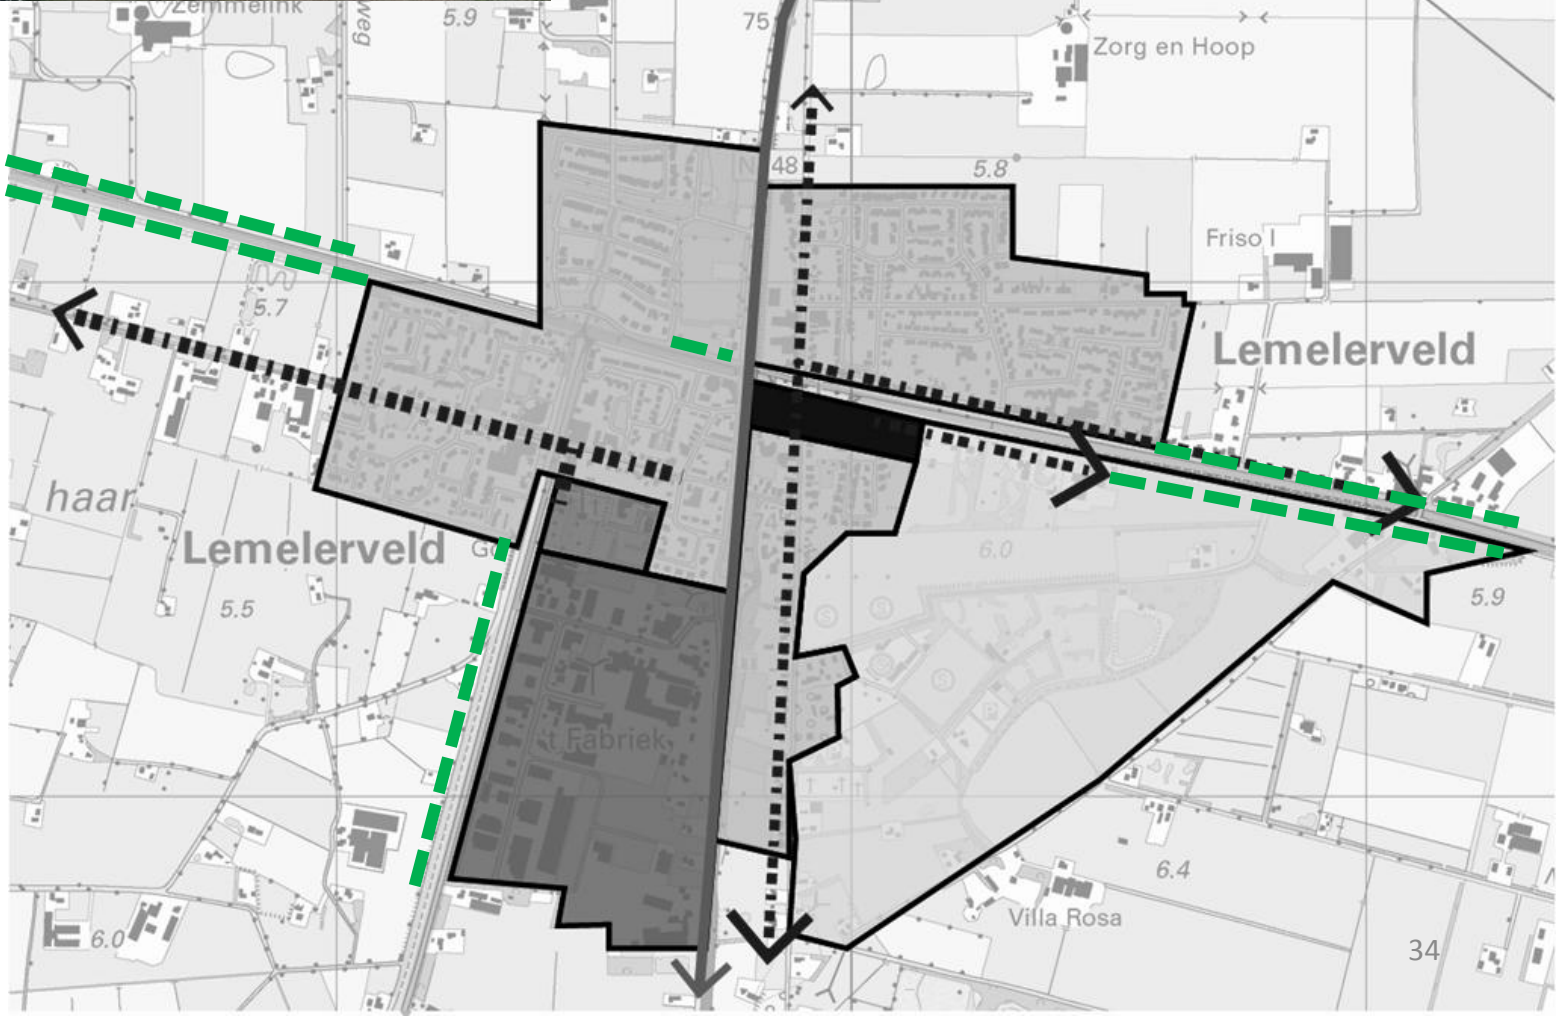 Zemmelink
5.9
weg
75
Zorg en Hoop
N 48
5.8
Friso I
5.7
Lemelerveld
haar
Lemelerveld
Go
6.0
5.5
5.9
t Fabriek
6.4
Villa Rosa
6.0
34